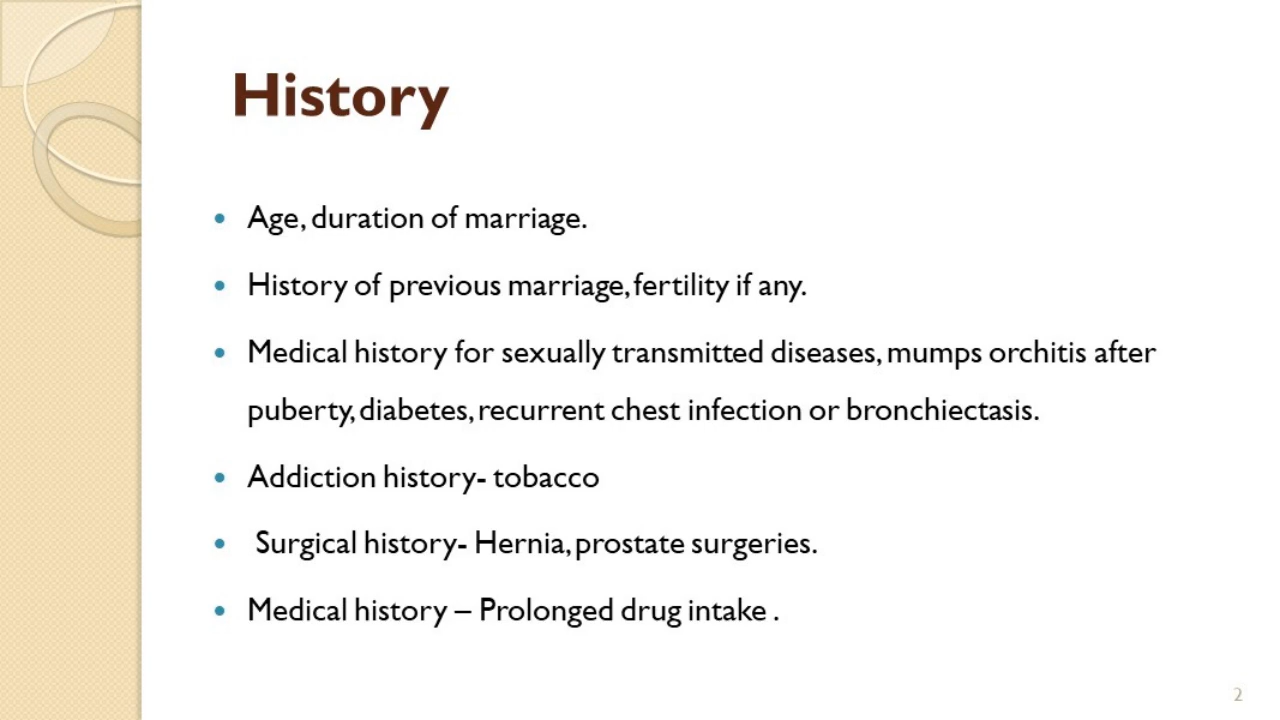 History
• Age, duration of marriage.
• History of previous marriage, fertility if any.
• Medical history for sexually transmitted diseases, mumps orchitis after
puberty, diabetes, recurrent chest infection or bronchiectasis.
• Addiction history- tobacco
• Surgical history- Hernia, prostate surgeries.
• Medical history – Prolonged drug intake .
2